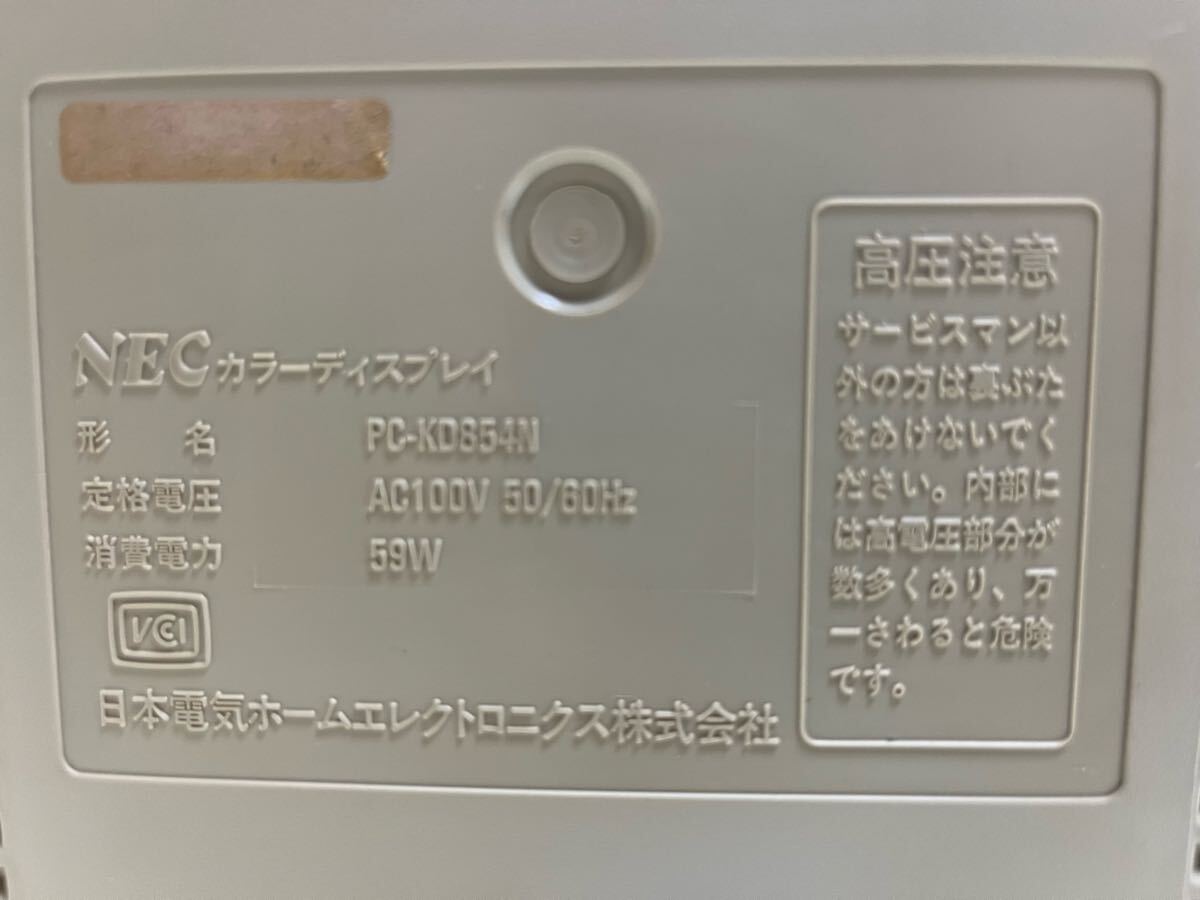 NEC カラーディスプレイ
形名 PC-KD854N
定格電圧 AC100V 50/60Hz
消費電力 59W
VCCI
日本電気ホームエレクトロニクス株式会社
高圧注意
サービスマン以
外の方は裏ぶた
をあけないでく
ださい。内部に
は高電圧部分が
数多くあり、万
一さわると危険
です。